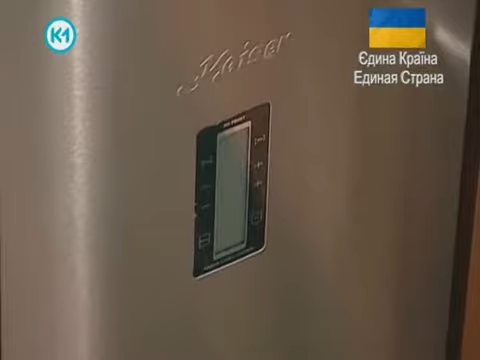 K1
Єдина Країна
Единая Страна
Kaiser
NO FROST